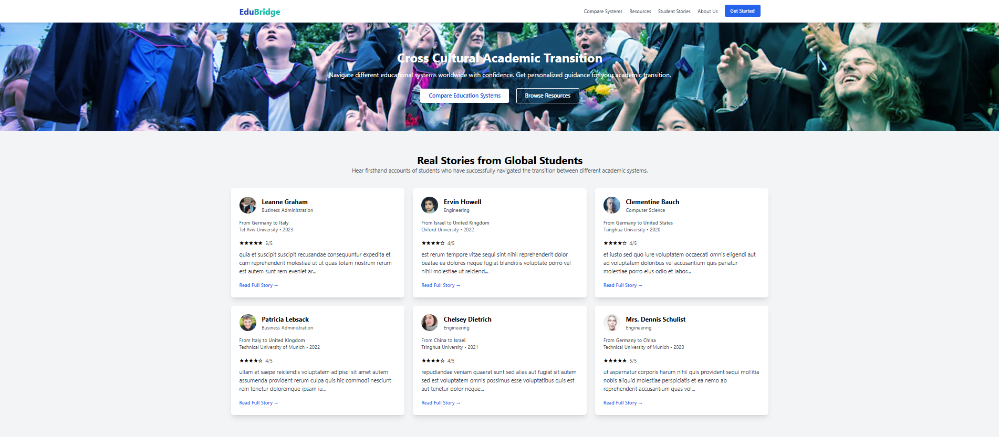 EduBridge
Compare Systems
Resources
Student Stories
About Us
Get Started
Cross Cultural Academic Transition
Navigate different educational systems worldwide with confidence. Get personalized guidance for your academic transition.
Compare Education Systems
Browse Resources
Real Stories from Global Students
Hear firsthand accounts of students who have successfully navigated the transition between different academic systems.
Leanne Graham
Business Administration
From Germany to Italy
Tel Aviv University • 2023
★★★★★ 5/5
quia et suscipit suscipit recusandae consequuntur expedita et
cum reprehenderit molestiae ut ut quas totam nostrum rerum
est autem sunt rem eveniet ar...
Read Full Story →
Ervin Howell
Engineering
From Israel to United Kingdom
Oxford University • 2022
★★★★☆ 4/5
est rerum tempore vitae sequi sint nihil reprehenderit dolor
beatae ea dolores neque fugiat blanditiis voluptate porro vel
nihil molestiae ut reiciend...
Read Full Story →
Clementine Bauch
Computer Science
From Germany to United States
Tsinghua University • 2020
★★★★☆ 4/5
et iusto sed quo iure voluptatem occaecati omnis eligendi aut
ad voluptatem doloribus vel accusantium quis pariatur
molestiae porro eius odio et labor...
Read Full Story →
Patricia Lebsack
Business Administration
From Italy to United Kingdom
Technical University of Munich • 2022
★★★★☆ 4/5
ullam et saepe reiciendis voluptatem adipisci sit amet autem
assumenda provident rerum culpa quis hic commodi nesciunt
rem tenetur doloremque ipsam iu...
Read Full Story →
Chelsey Dietrich
Engineering
From China to Israel
Tsinghua University • 2021
★★★★☆ 4/5
repudiandae veniam quaerat sunt sed alias aut fugiat sit autem
sed est voluptatem omnis possimus esse voluptatibus quis est
aut tenetur dolor neque...
Read Full Story →
Mrs. Dennis Schulist
Engineering
From Germany to China
Technical University of Munich • 2020
★★★★★ 5/5
ut aspernatur corporis harum nihil quis provident sequi mollitia
nobis aliquid molestiae perspiciatis et ea nemo ab
reprehenderit accusantium quas vol...
Read Full Story →